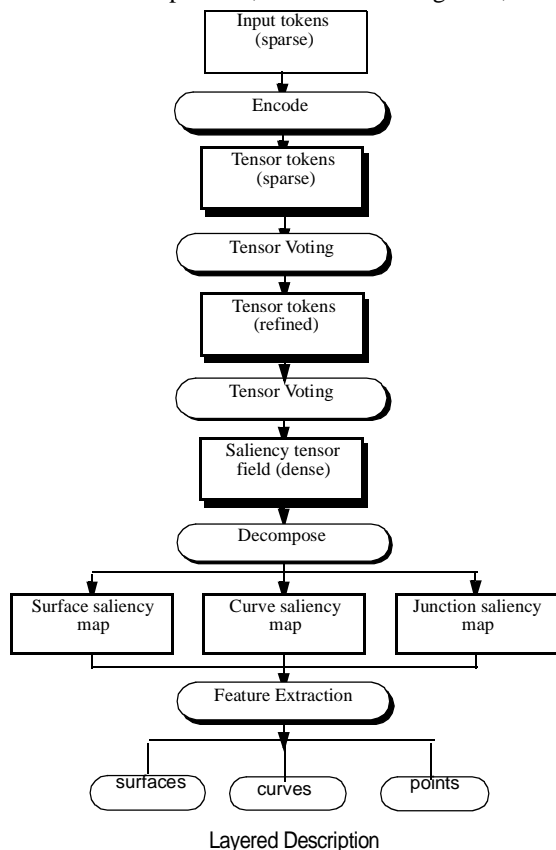 Input tokens
(sparse)
Encode
Tensor tokens
(sparse)
Tensor Voting
Tensor tokens
(refined)
Tensor Voting
Saliency tensor
field (dense)
Decompose
Surface saliency
map
Curve saliency
map
Junction saliency
map
Feature Extraction
surfaces
curves
points
Layered Description